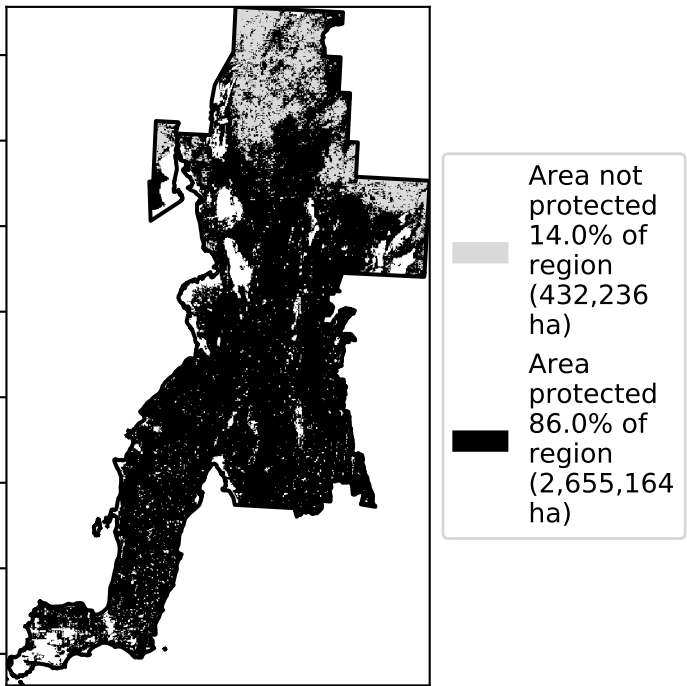 Area not
protected
14.0% of
region
(432,236
ha)
Area
protected
86.0% of
region
(2,655,164
ha)